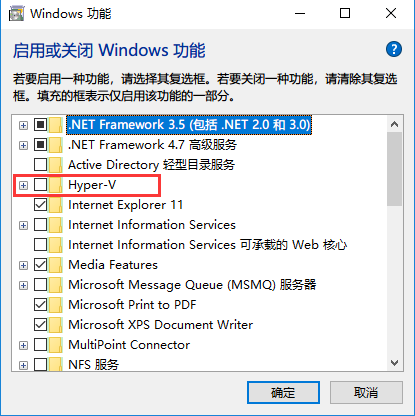 Windows 功能
启用或关闭 Windows 功能
若要启用一种功能，请选择其复选框。若要关闭一种功能，请清除其复选
框。填充的框表示仅启用该功能的一部分。
.NET Framework 3.5 (包括 .NET 2.0 和 3.0)
.NET Framework 4.7 高级服务
Active Directory 轻型目录服务
Hyper-V
Internet Explorer 11
Internet Information Services
Internet Information Services 可承载的 Web 核心
Media Features
Microsoft Message Queue (MSMQ) 服务器
Microsoft Print to PDF
Microsoft XPS Document Writer
MultiPoint Connector
NFS 服务
确定
取消